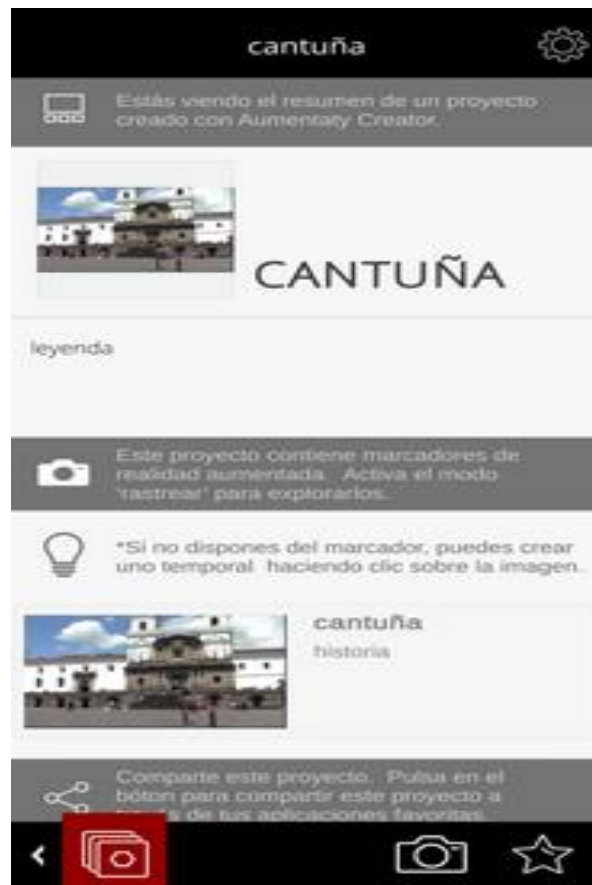 cantuña
Estás viendo el resumen de un proyecto
creado con Aumentaty Creator.
CANTUÑA
leyenda
Este proyecto contiene marcadores de
realidad aumentada. Activa el modo
'rastrear' para explorarlos.
*Si no dispones del marcador, puedes crear
uno temporal haciendo clic sobre la imagen.
cantuña
historia
Comparte este proyecto. Pulsa en el
bóton para compartir este proyecto a
de tus aplicaciones favoritas